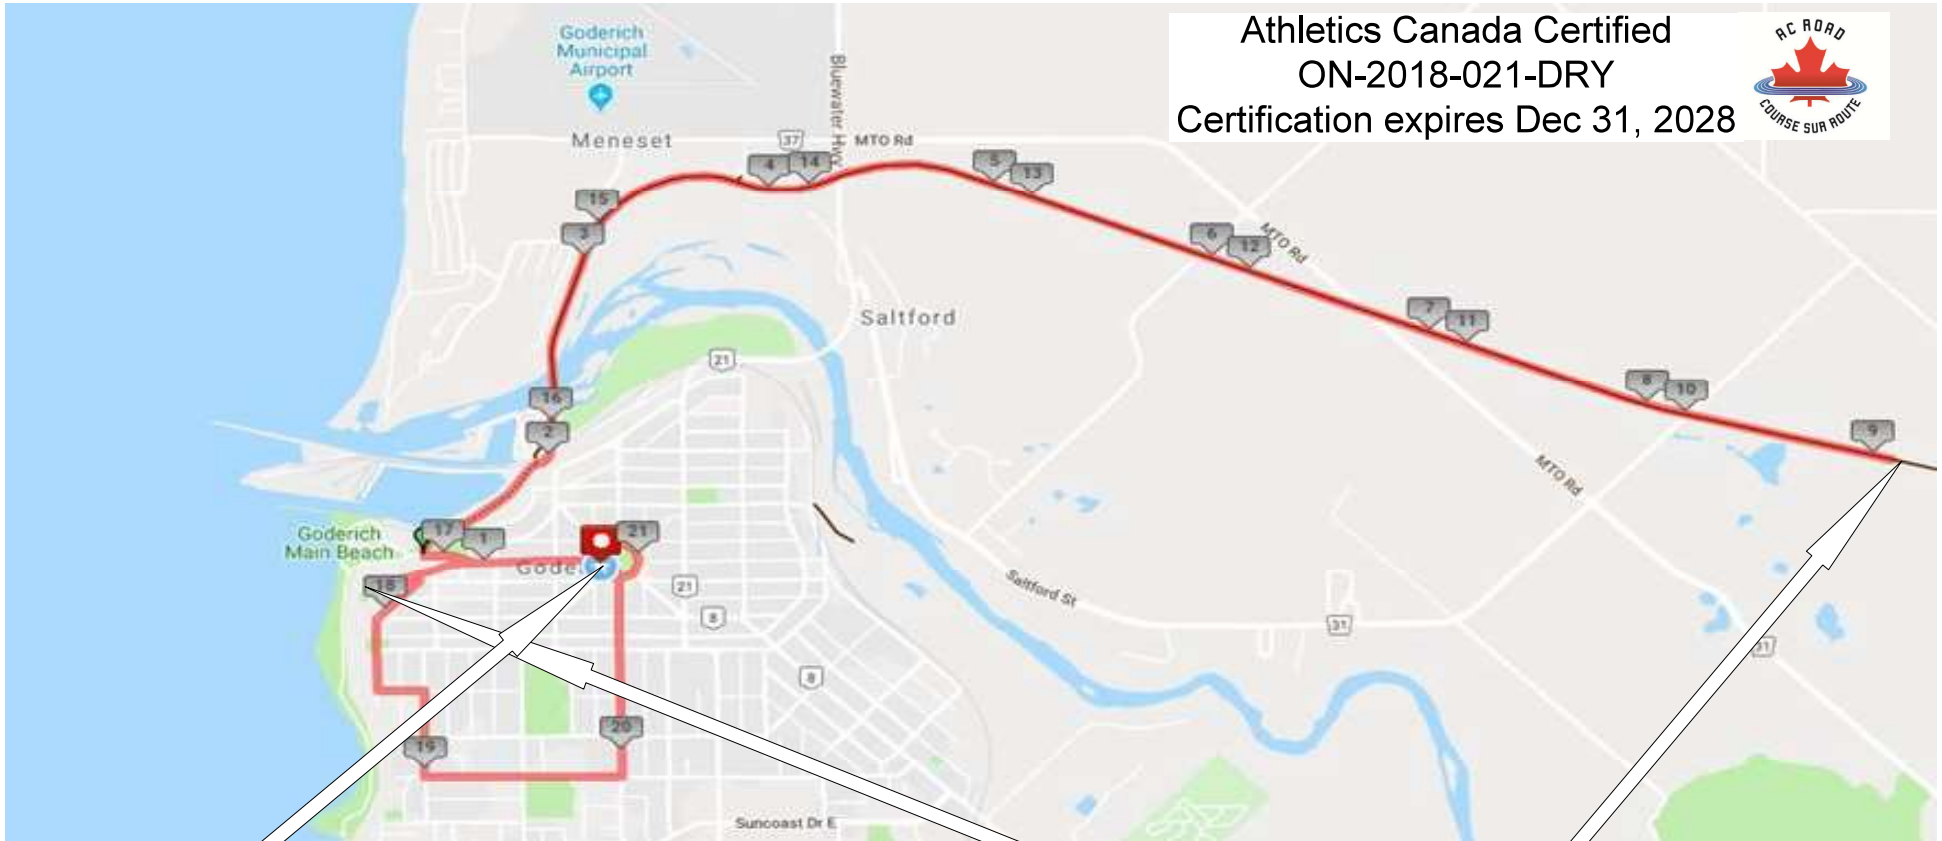 Athletics Canada Certified
ON-2018-021-DRY
Certification expires Dec 31, 2028
AC ROAD
COURSE SUR ROUTE
Goderich
Municipal
Airport
Bluewater Hwy
Meneset
37
MTO Rd
4
14
5
13
15
3
6
12
MTO Rd
Saltford
7
11
21
8
10
16
2
9
MTO Rd
Goderich
Main Beach
17
1
21
Gode
18
21
8
Saltford St
31
31
8
20
19
Suncoast Dr E